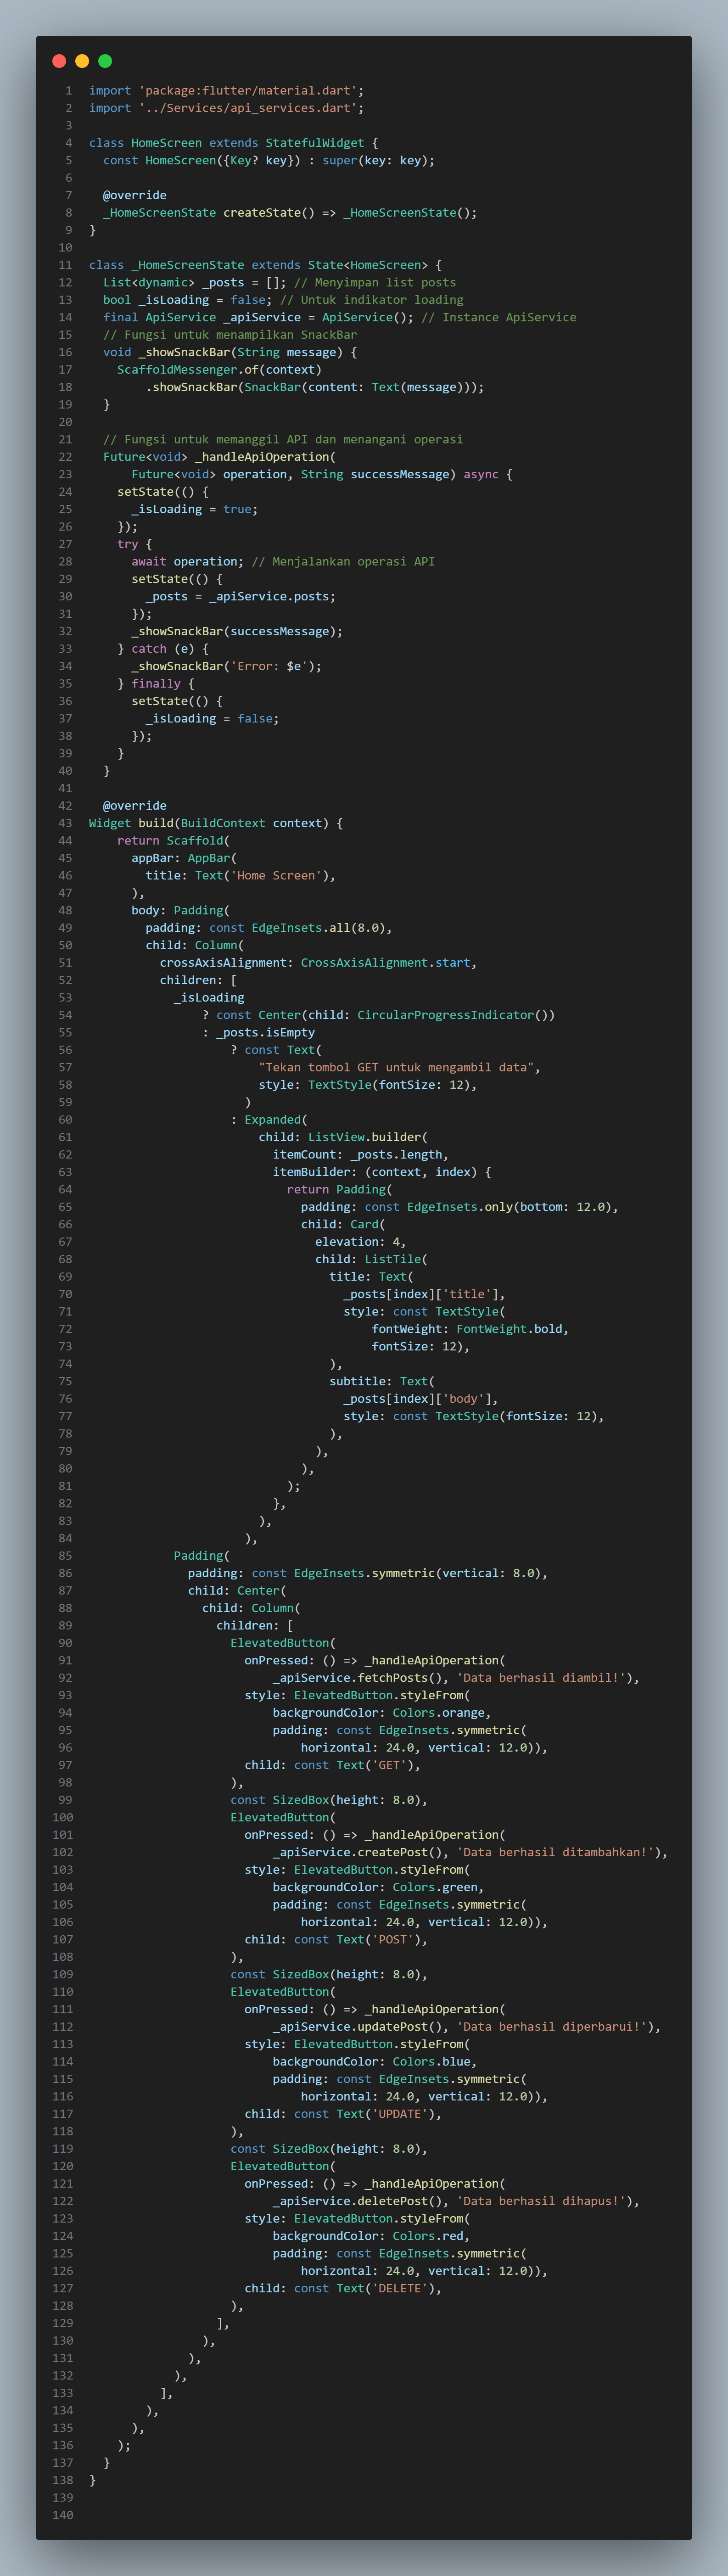 1 import 'package:flutter/material.dart';
2 import '../Services/api_services.dart';
3
4 class HomeScreen extends StatefulWidget {
5   const HomeScreen({Key? key}) : super(key: key);
6
7   @override
8   _HomeScreenState createState() => _HomeScreenState();
9 }
10
11 class _HomeScreenState extends State<HomeScreen> {
12   List<dynamic> _posts = []; // Menyimpan list posts
13   bool _isLoading = false; // Untuk indikator loading
14   final ApiService _apiService = ApiService(); // Instance ApiService
15   // Fungsi untuk menampilkan SnackBar
16   void _showSnackBar(String message) {
17     ScaffoldMessenger.of(context)
18         .showSnackBar(SnackBar(content: Text(message)));
19   }
20
21   // Fungsi untuk memanggil API dan menangani operasi
22   Future<void> _handleApiOperation(
23       Future<void> operation, String successMessage) async {
24     setState(() {
25       _isLoading = true;
26     });
27     try {
28       await operation; // Menjalankan operasi API
29       setState(() {
30         _posts = _apiService.posts;
31       });
32       _showSnackBar(successMessage);
33     } catch (e) {
34       _showSnackBar('Error: $e');
35     } finally {
36       setState(() {
37         _isLoading = false;
38       });
39     }
40   }
41
42   @override
43 Widget build(BuildContext context) {
44     return Scaffold(
45       appBar: AppBar(
46         title: Text('Home Screen'),
47       ),
48       body: Padding(
49         padding: const EdgeInsets.all(8.0),
50         child: Column(
51           crossAxisAlignment: CrossAxisAlignment.start,
52           children: [
53             _isLoading
54                 ? const Center(child: CircularProgressIndicator())
55                 : _posts.isEmpty
56                     ? const Text(
57                         "Tekan tombol GET untuk mengambil data",
58                         style: TextStyle(fontSize: 12),
59                       )
60                     : Expanded(
61                         child: ListView.builder(
62                           itemCount: _posts.length,
63                           itemBuilder: (context, index) {
64                             return Padding(
65                               padding: const EdgeInsets.only(bottom: 12.0),
66                               child: Card(
67                                 elevation: 4,
68                                 child: ListTile(
69                                   title: Text(
70                                     _posts[index]['title'],
71                                     style: const TextStyle(
72                                         fontWeight: FontWeight.bold,
73                                         fontSize: 12),
74                                   ),
75                                   subtitle: Text(
76                                     _posts[index]['body'],
77                                     style: const TextStyle(fontSize: 12),
78                                   ),
79                                 ),
80                               ),
81                             );
82                           },
83                         ),
84                       ),
85             Padding(
86               padding: const EdgeInsets.symmetric(vertical: 8.0),
87               child: Center(
88                 child: Column(
89                   children: [
90                     ElevatedButton(
91                       onPressed: () => _handleApiOperation(
92                           _apiService.fetchPosts(), 'Data berhasil diambil!'),
93                       style: ElevatedButton.styleFrom(
94                           backgroundColor: Colors.orange,
95                           padding: const EdgeInsets.symmetric(
96                               horizontal: 24.0, vertical: 12.0)),
97                       child: const Text('GET'),
98                     ),
99                     const SizedBox(height: 8.0),
100                     ElevatedButton(
101                       onPressed: () => _handleApiOperation(
102                           _apiService.createPost(), 'Data berhasil ditambahkan!'),
103                       style: ElevatedButton.styleFrom(
104                           backgroundColor: Colors.green,
105                           padding: const EdgeInsets.symmetric(
106                               horizontal: 24.0, vertical: 12.0)),
107                       child: const Text('POST'),
108                     ),
109                     const SizedBox(height: 8.0),
110                     ElevatedButton(
111                       onPressed: () => _handleApiOperation(
112                           _apiService.updatePost(), 'Data berhasil diperbarui!'),
113                       style: ElevatedButton.styleFrom(
114                           backgroundColor: Colors.blue,
115                           padding: const EdgeInsets.symmetric(
116                               horizontal: 24.0, vertical: 12.0)),
117                       child: const Text('UPDATE'),
118                     ),
119                     const SizedBox(height: 8.0),
120                     ElevatedButton(
121                       onPressed: () => _handleApiOperation(
122                           _apiService.deletePost(), 'Data berhasil dihapus!'),
123                       style: ElevatedButton.styleFrom(
124                           backgroundColor: Colors.red,
125                           padding: const EdgeInsets.symmetric(
126                               horizontal: 24.0, vertical: 12.0)),
127                       child: const Text('DELETE'),
128                     ),
129                   ],
130                 ),
131               ),
132             ),
133           ],
134         ),
135       ),
136     );
137   }
138 }
139
140